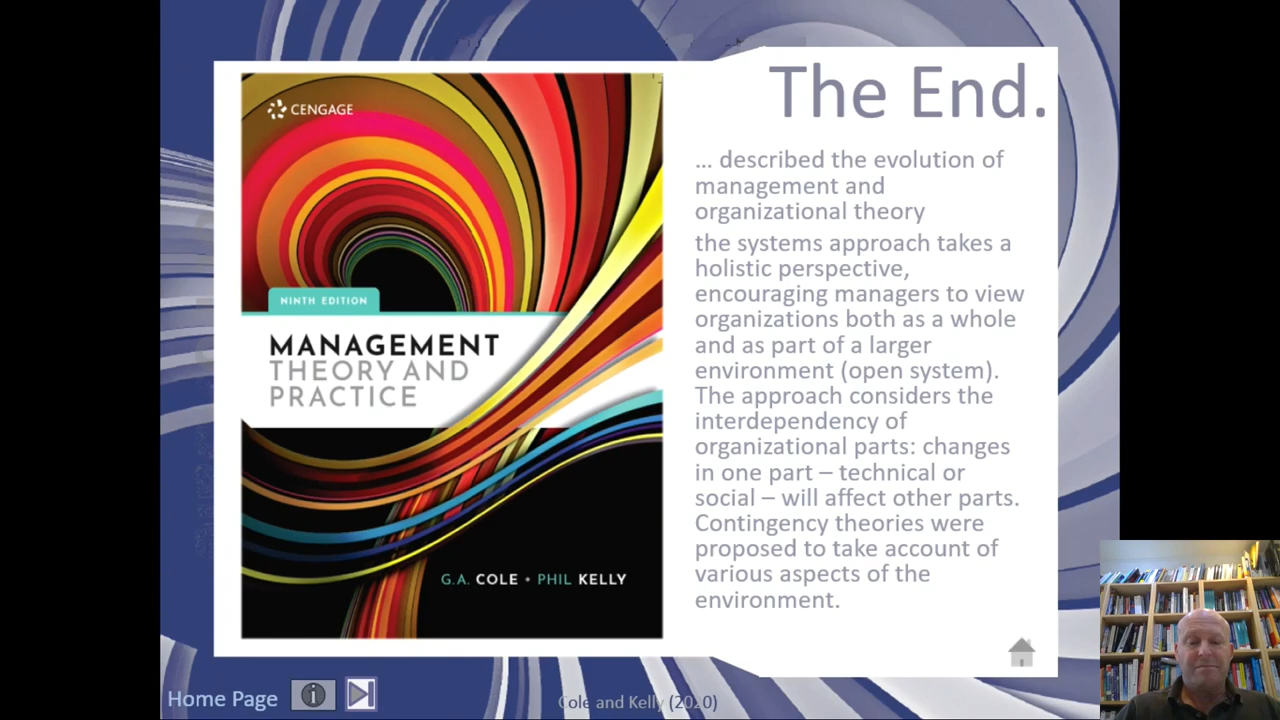 The End.
CENGAGE
NINTH EDITION
MANAGEMENT
THEORY AND
PRACTICE
G.A. COLE • PHIL KELLY
... described the evolution of
management and
organizational theory
the systems approach takes a
holistic perspective,
encouraging managers to view
organizations both as a whole
and as part of a larger
environment (open system).
The approach considers the
interdependency of
organizational parts: changes
in one part – technical or
social – will affect other parts.
Contingency theories were
proposed to take account of
various aspects of the
environment.
Home Page
Cole and Kelly (2020)